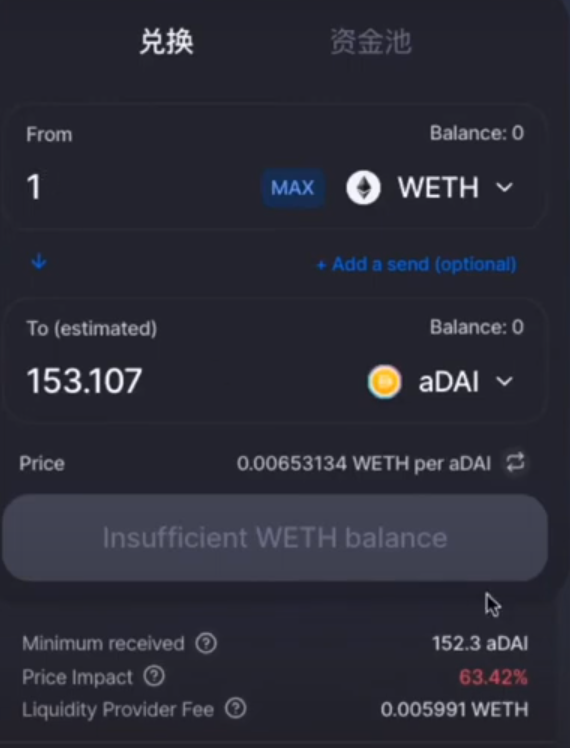 兑换 资金池
From Balance: 0
1 MAX WETH
+ Add a send (optional)
To (estimated) Balance: 0
153.107 aDAI
Price 0.00653134 WETH per aDAI
Insufficient WETH balance
Minimum received ? 152.3 aDAI
Price Impact ? 63.42%
Liquidity Provider Fee ? 0.005991 WETH